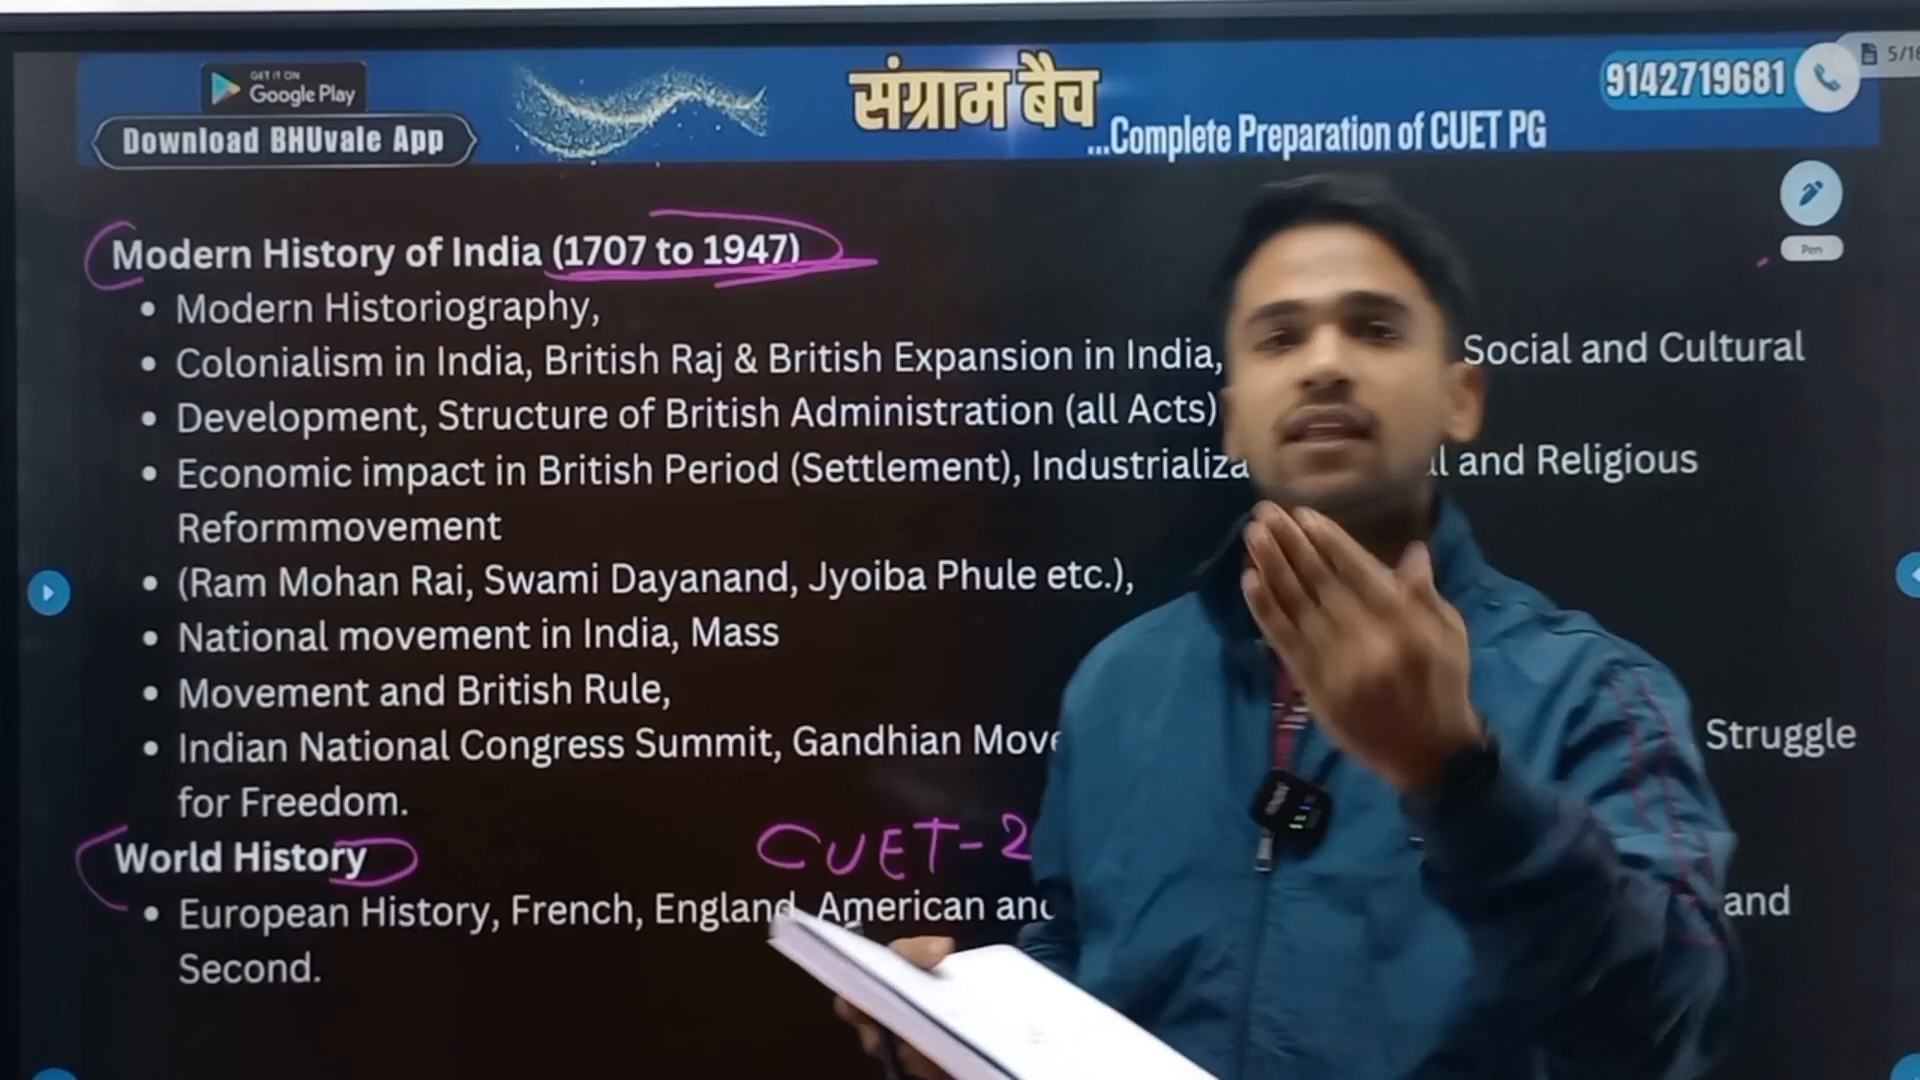 GET IT ON
Google Play
Download BHUvale App
संग्राम बैच
...Complete Preparation of CUET PG
9142719681
5/16
Pen
Modern History of India (1707 to 1947)
• Modern Historiography,
• Colonialism in India, British Raj & British Expansion in India, Social and Cultural
• Development, Structure of British Administration (all Acts)
• Economic impact in British Period (Settlement), and Religious
Reformmovement
• (Ram Mohan Rai, Swami Dayanand, Jyoiba Phule etc.),
• National movement in India, Mass
• Movement and British Rule,
• Indian National Congress Summit, Gandhian Struggle
for Freedom.
CUET-2
World History
• European History, French, England, American and
Second.